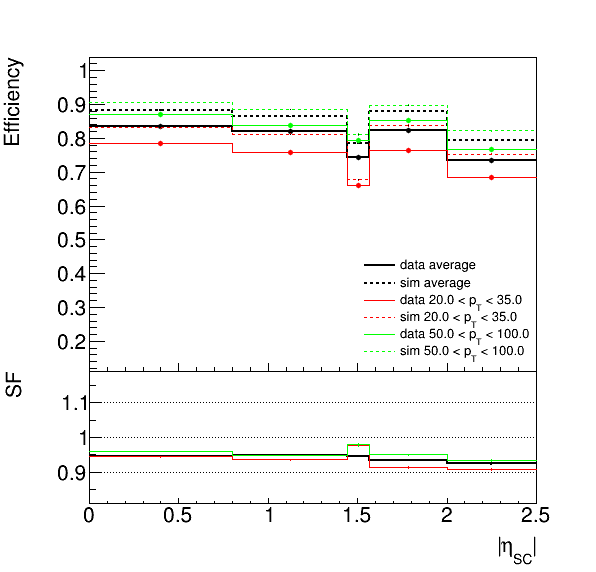 Efficiency
1
0.9
0.8
0.7
0.6
0.5
0.4
0.3
0.2
data average
sim average
data 20.0 < p_T < 35.0
sim 20.0 < p_T < 35.0
data 50.0 < p_T < 100.0
sim 50.0 < p_T < 100.0
SF
1.1
1
0.9
0 0.5 1 1.5 2 2.5
|η_SC|